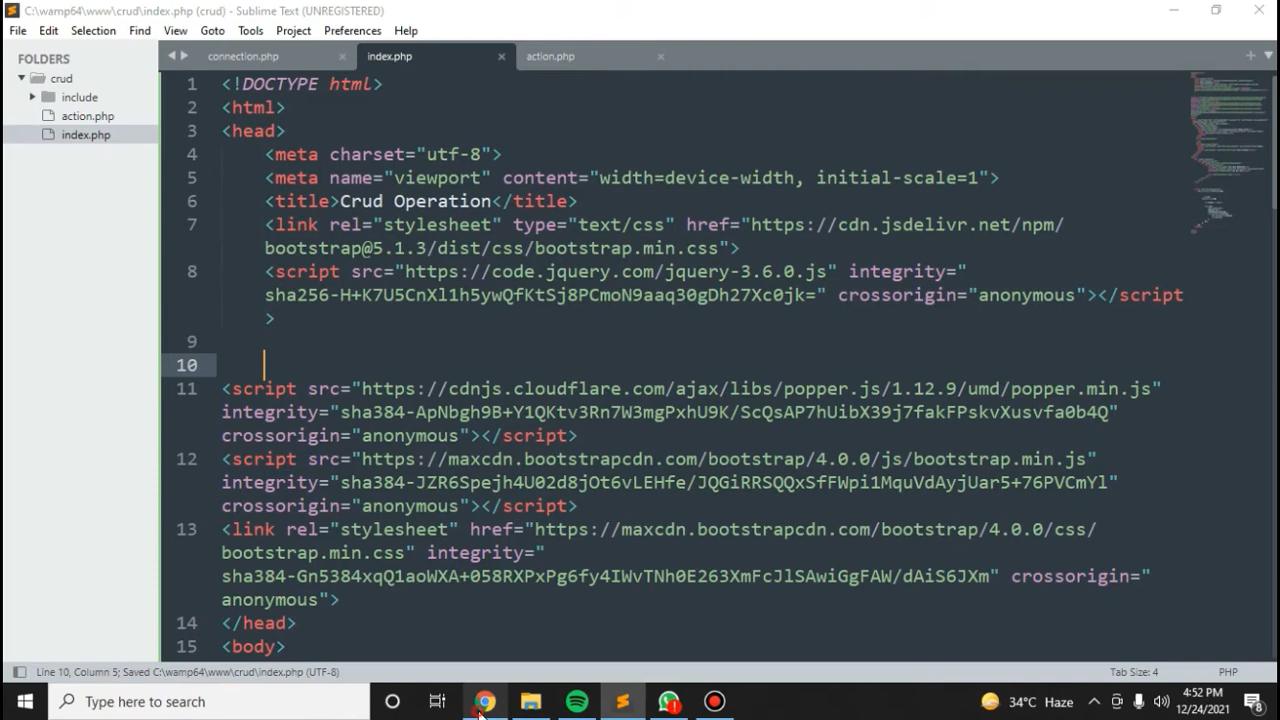 C:\wamp64\www\crud\index.php (crud) - Sublime Text (UNREGISTERED)
File Edit Selection Find View Goto Tools Project Preferences Help
FOLDERS
crud
include
action.php
index.php
connection.php
index.php
action.php
1 <!DOCTYPE html>
2 <html>
3 <head>
4 <meta charset="utf-8">
5 <meta name="viewport" content="width=device-width, initial-scale=1">
6 <title>Crud Operation</title>
7 <link rel="stylesheet" type="text/css" href="https://cdn.jsdelivr.net/npm/
bootstrap@5.1.3/dist/css/bootstrap.min.css">
8 <script src="https://code.jquery.com/jquery-3.6.0.js" integrity="
sha256-H+K7U5CnXl1h5ywQfKtSj8PCmoN9aaq30gDh27Xc0jk=" crossorigin="anonymous"></script
>
9
10
11 <script src="https://cdnjs.cloudflare.com/ajax/libs/popper.js/1.12.9/umd/popper.min.js"
integrity="sha384-ApNbgh9B+Y1QKtv3Rn7W3mgPxhU9K/ScQsAP7hUibX39j7fakFPskvXusvfa0b4Q"
crossorigin="anonymous"></script>
12 <script src="https://maxcdn.bootstrapcdn.com/bootstrap/4.0.0/js/bootstrap.min.js"
integrity="sha384-JZR6Spejh4U02d8jOt6vLEHfe/JQGiRRSQQxSfFWpi1MquVdAyjUar5+76PVCmYl"
crossorigin="anonymous"></script>
13 <link rel="stylesheet" href="https://maxcdn.bootstrapcdn.com/bootstrap/4.0.0/css/
bootstrap.min.css" integrity="
sha384-Gn5384xqQ1aoWXA+058RXPxPg6fy4IWvTNh0E263XmFcJlSAwiGgFAW/dAiS6JXm" crossorigin="
anonymous">
14 </head>
15 <body>
Line 10, Column 5; Saved C:\wamp64\www\crud\index.php (UTF-8)
Tab Size: 4
PHP
Type here to search
34°C Haze
4:52 PM
12/24/2021
8